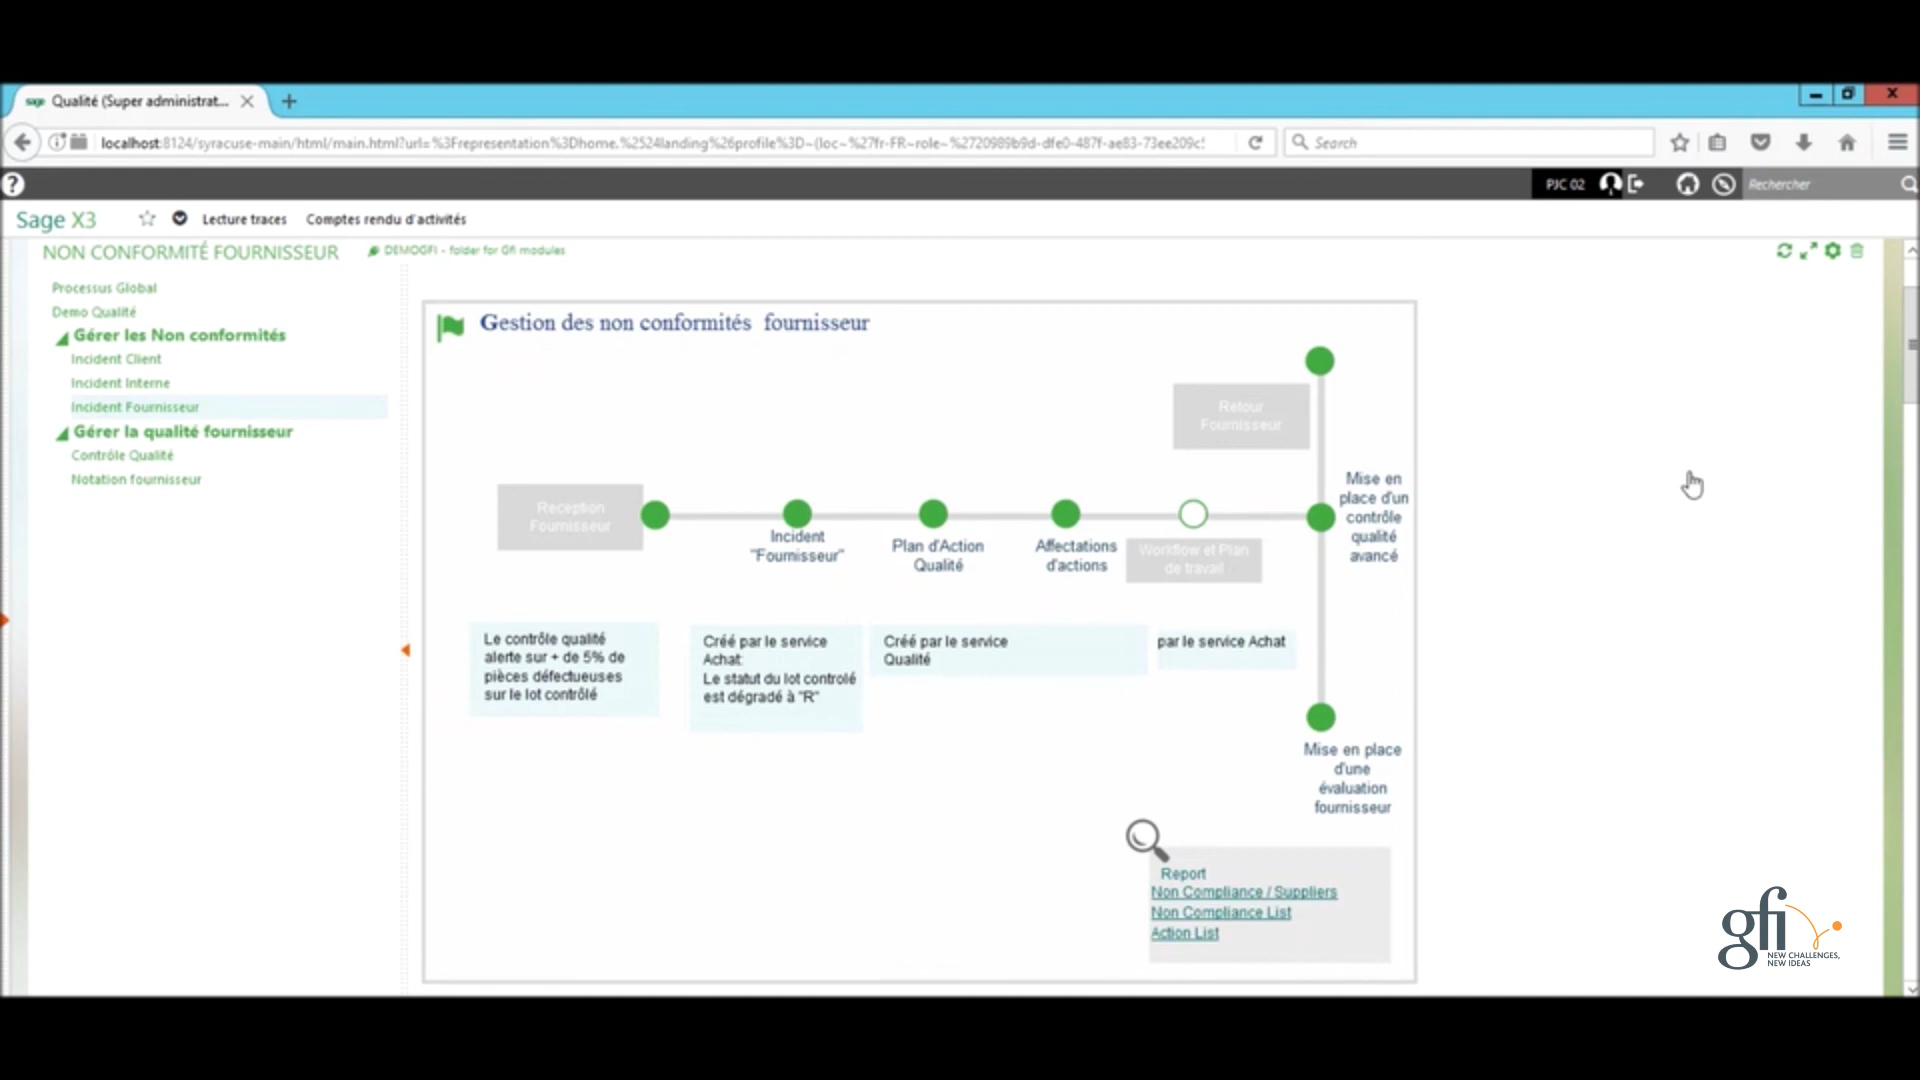 sage Qualité (Super administrat...
localhost:8124/syracuse-main/html/main.html?url=%3Frepresentation%3Dhome.%2524landing%26profile%3D~(loc~%27fr-FR~role~%2720989b9d-dfe0-487f-ae83-73ee209c!
Search
PJC 02
Rechercher
Sage X3
Lecture traces
Comptes rendu d'activités
NON CONFORMITÉ FOURNISSEUR
DEMOGFI - folder for Gfi modules
Processus Global
Demo Qualité
Gérer les Non conformités
Incident Client
Incident Interne
Incident Fournisseur
Gérer la qualité fournisseur
Contrôle Qualité
Notation fournisseur
Gestion des non conformités fournisseur
Retour
Fournisseur
Mise en
place d'un
contrôle
qualité
avancé
Reception
Fournisseur
Incident
"Fournisseur"
Plan d'Action
Qualité
Affectations
d'actions
Workflow et Plan
de travail
Le contrôle qualité
alerte sur + de 5% de
pièces défectueuses
sur le lot contrôlé
Créé par le service
Achat:
Le statut du lot controlé
est dégradé à "R"
Créé par le service
Qualité
par le service Achat
Mise en place
d'une
évaluation
fournisseur
Report
Non Compliance / Suppliers
Non Compliance List
Action List
gfi
NEW CHALLENGES,
NEW IDEAS